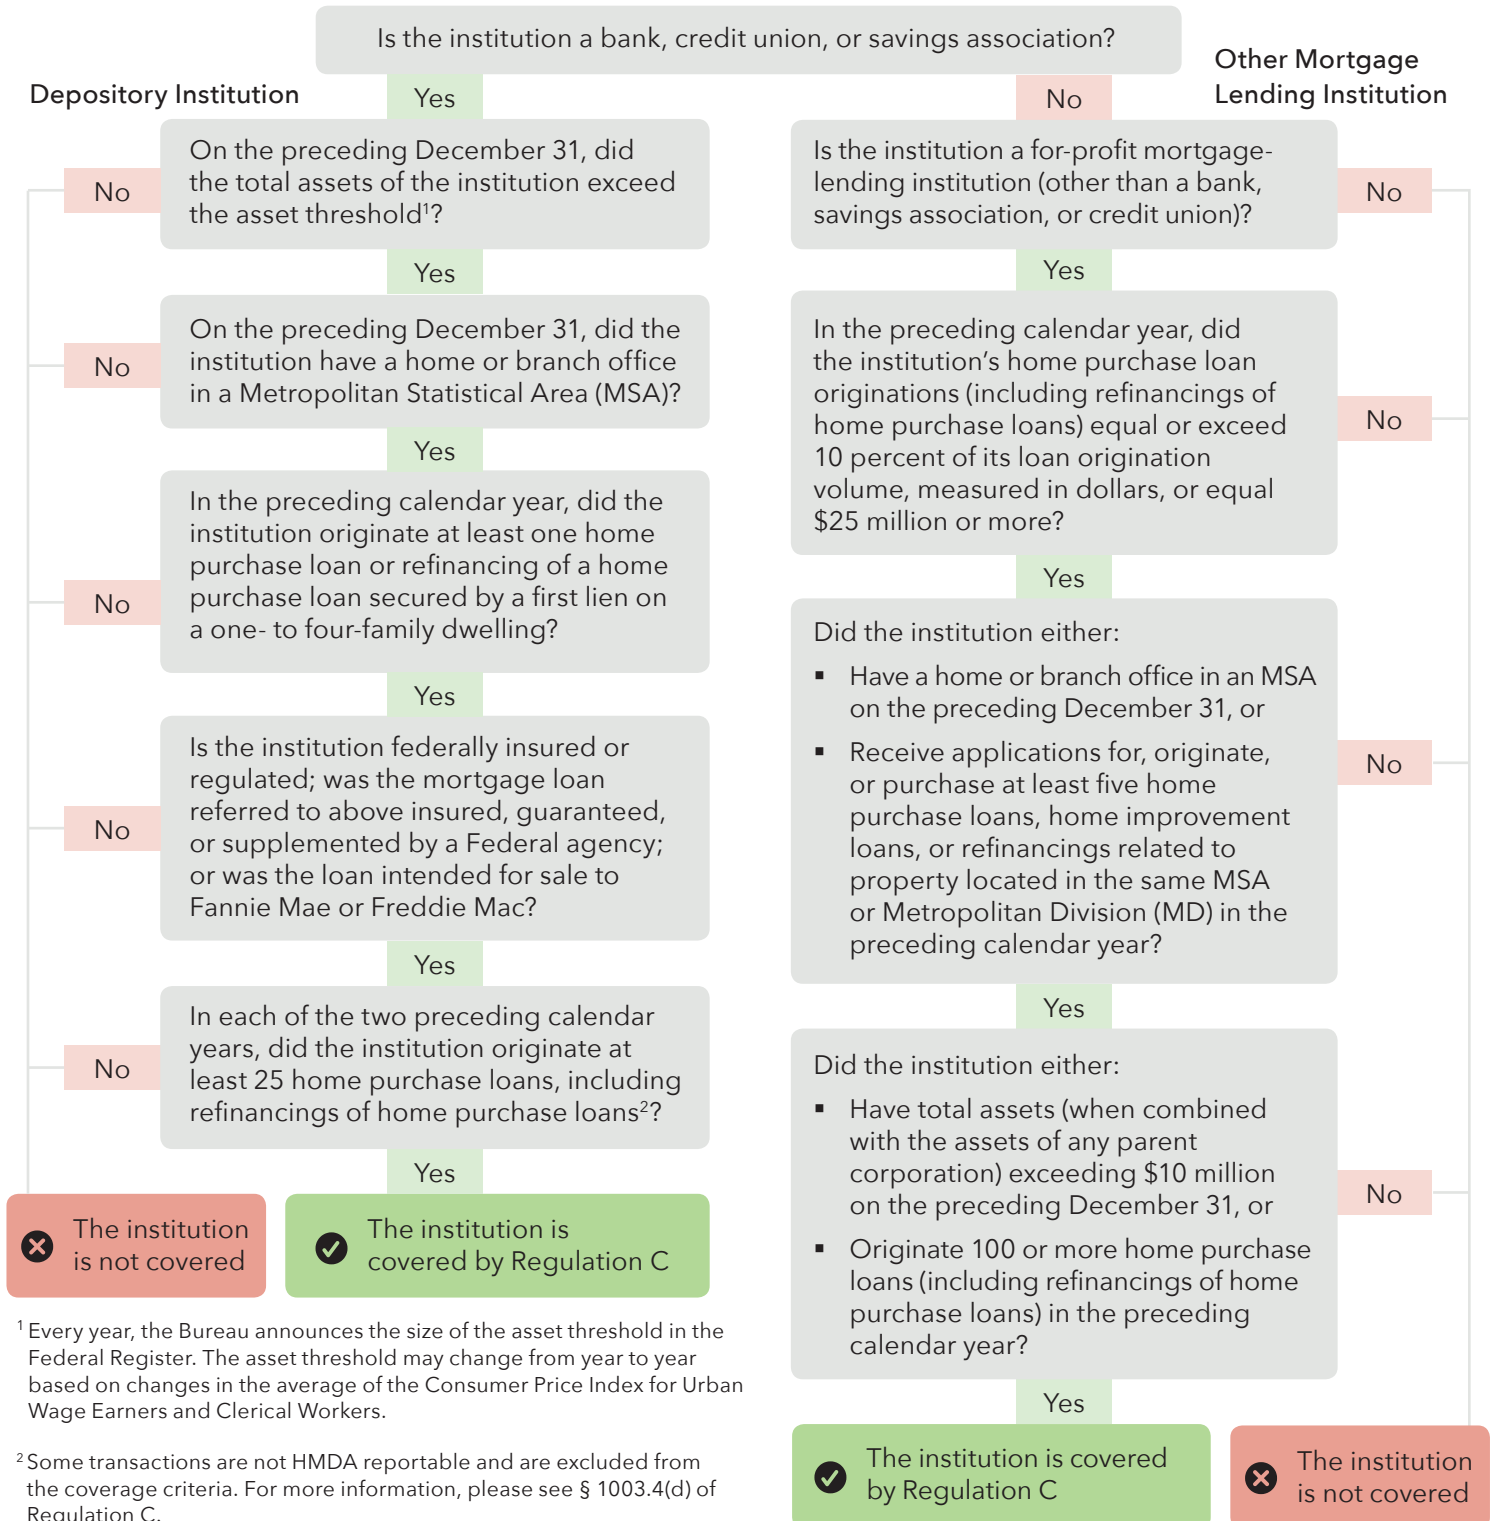 Is the institution a bank, credit union, or savings association?
Depository Institution
Yes
On the preceding December 31, did
the total assets of the institution exceed
the asset threshold¹?
No
Yes
On the preceding December 31, did the
institution have a home or branch office
in a Metropolitan Statistical Area (MSA)?
No
Yes
In the preceding calendar year, did the
institution originate at least one home
purchase loan or refinancing of a home
purchase loan secured by a first lien on
a one- to four-family dwelling?
No
Yes
Is the institution federally insured or
regulated; was the mortgage loan
referred to above insured, guaranteed,
or supplemented by a Federal agency;
or was the loan intended for sale to
Fannie Mae or Freddie Mac?
No
Yes
In each of the two preceding calendar
years, did the institution originate at
least 25 home purchase loans, including
refinancings of home purchase loans²?
No
Yes
The institution
is not covered
The institution is
covered by Regulation C
¹ Every year, the Bureau announces the size of the asset threshold in the
Federal Register. The asset threshold may change from year to year
based on changes in the average of the Consumer Price Index for Urban
Wage Earners and Clerical Workers.
² Some transactions are not HMDA reportable and are excluded from
the coverage criteria. For more information, please see § 1003.4(d) of
Regulation C.
Other Mortgage
Lending Institution
No
Is the institution a for-profit mortgage-
lending institution (other than a bank,
savings association, or credit union)?
No
Yes
In the preceding calendar year, did
the institution’s home purchase loan
originations (including refinancings of
home purchase loans) equal or exceed
10 percent of its loan origination
volume, measured in dollars, or equal
$25 million or more?
No
Yes
Did the institution either:
▪ Have a home or branch office in an MSA
on the preceding December 31, or
▪ Receive applications for, originate,
or purchase at least five home
purchase loans, home improvement
loans, or refinancings related to
property located in the same MSA
or Metropolitan Division (MD) in the
preceding calendar year?
No
Yes
Did the institution either:
▪ Have total assets (when combined
with the assets of any parent
corporation) exceeding $10 million
on the preceding December 31, or
▪ Originate 100 or more home purchase
loans (including refinancings of home
purchase loans) in the preceding
calendar year?
No
Yes
The institution is covered
by Regulation C
The institution
is not covered